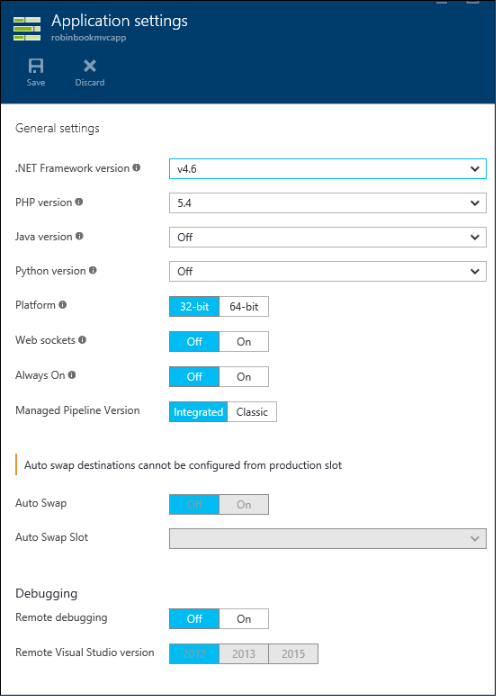 Application settings
robinbookmvcapp
Save Discard
General settings
.NET Framework version v4.6
PHP version 5.4
Java version Off
Python version Off
Platform 32-bit 64-bit
Web sockets Off On
Always On Off On
Managed Pipeline Version Integrated Classic
Auto swap destinations cannot be configured from production slot
Auto Swap Off On
Auto Swap Slot
Debugging
Remote debugging Off On
Remote Visual Studio version 2012 2013 2015